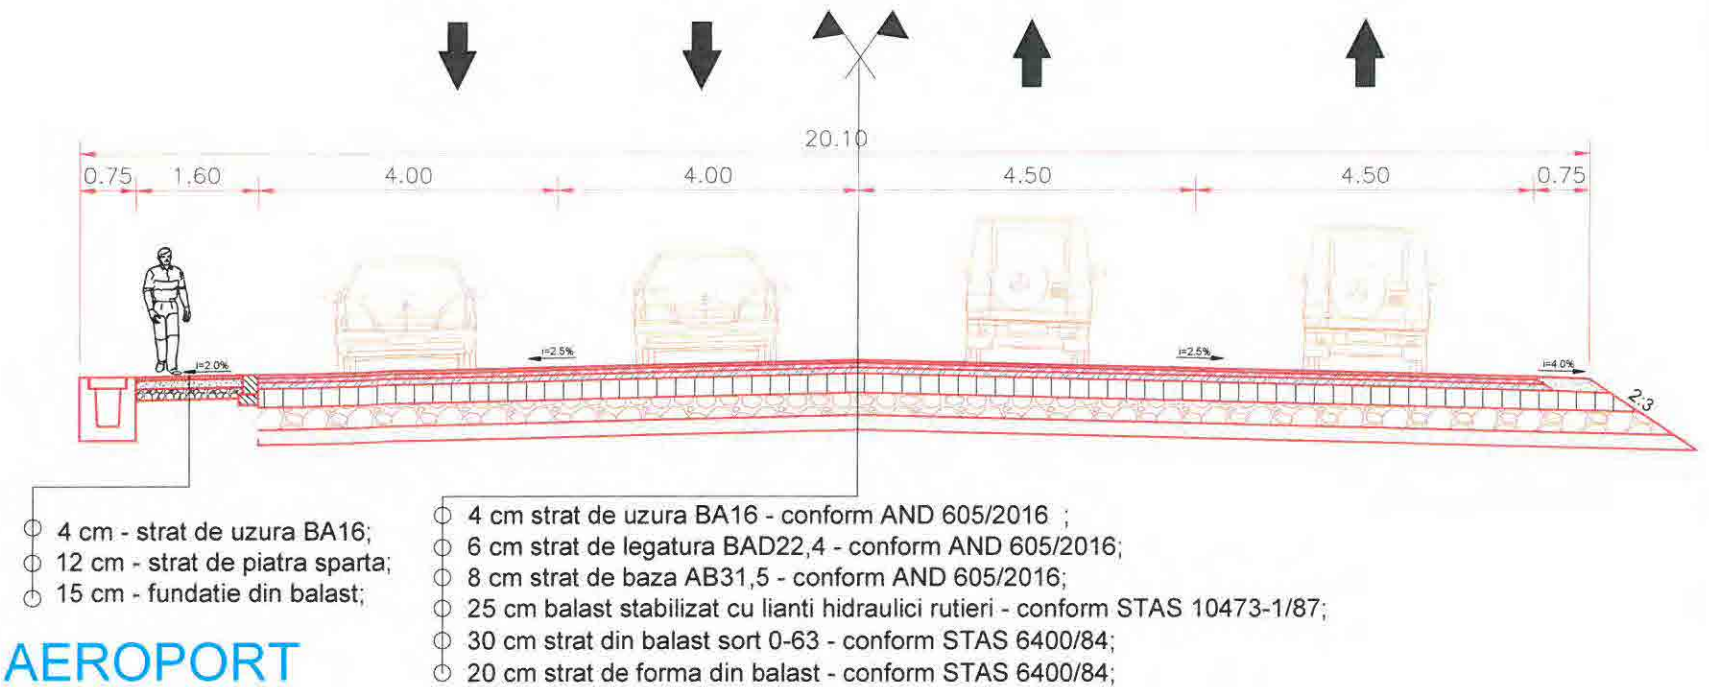 20.10
0.75 1.60 4.00 4.00 4.50 4.50 0.75
i=2.0% i=2.5% i=2.5% i=4.0%
2:3
4 cm - strat de uzura BA16;
12 cm - strat de piatra sparta;
15 cm - fundatie din balast;
4 cm strat de uzura BA16 - conform AND 605/2016 ;
6 cm strat de legatura BAD22,4 - conform AND 605/2016;
8 cm strat de baza AB31,5 - conform AND 605/2016;
25 cm balast stabilizat cu lianti hidraulici rutieri - conform STAS 10473-1/87;
30 cm strat din balast sort 0-63 - conform STAS 6400/84;
20 cm strat de forma din balast - conform STAS 6400/84;
AEROPORT